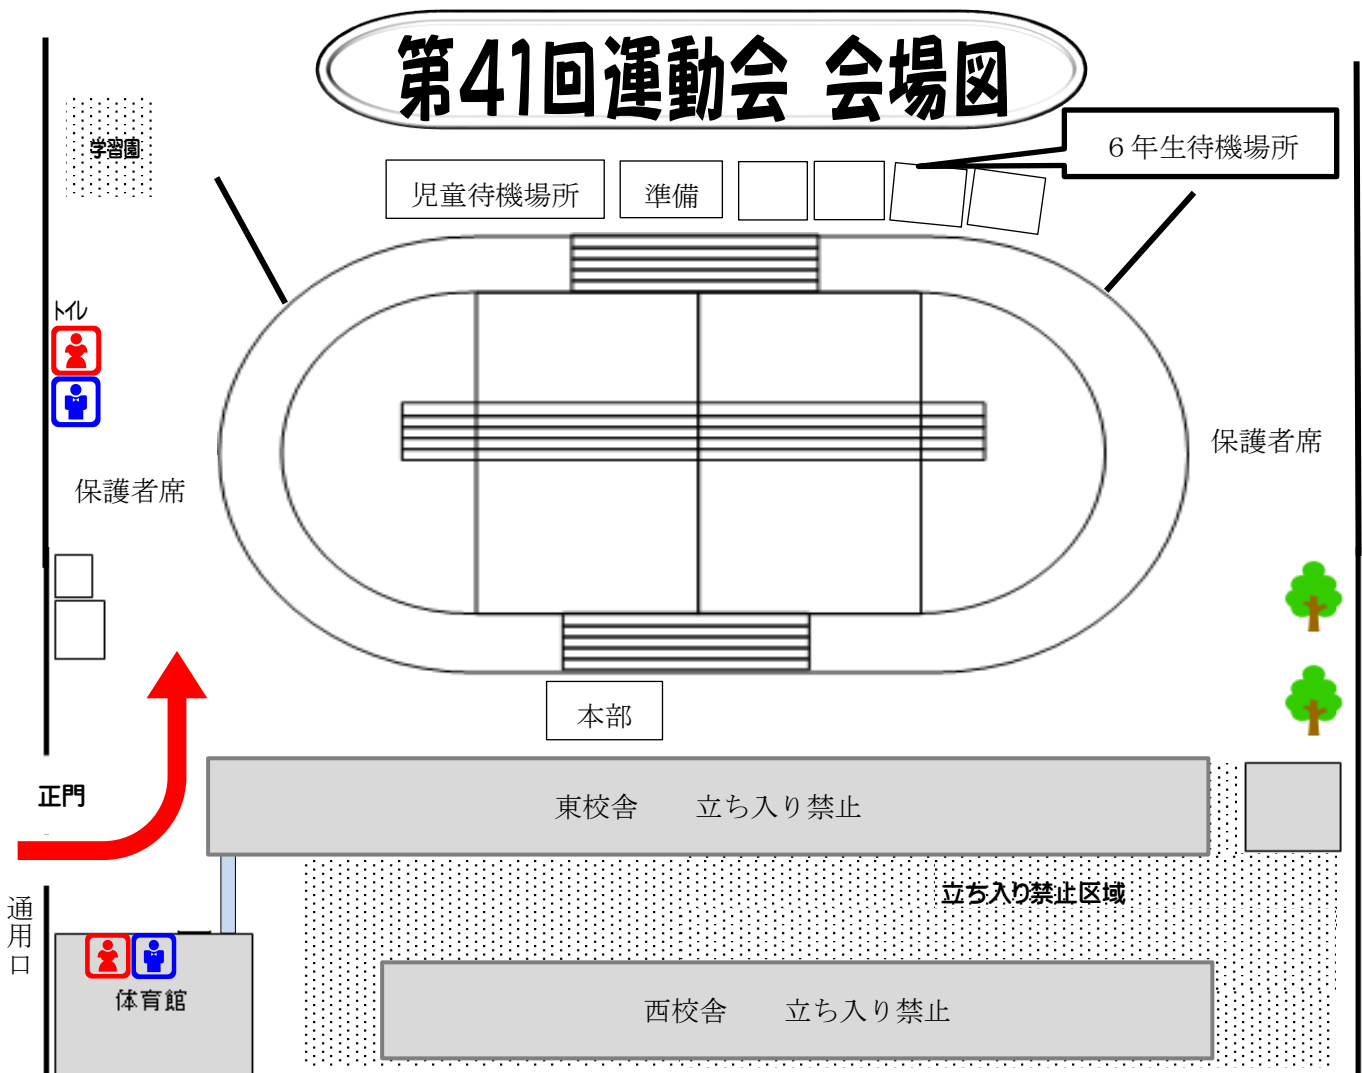 第41回運動会 会場図
学習園
6年生待機場所
児童待機場所
準備
トイレ
保護者席
保護者席
本部
正門
東校舎 立ち入り禁止
立ち入り禁止区域
通用口
体育館
西校舎 立ち入り禁止